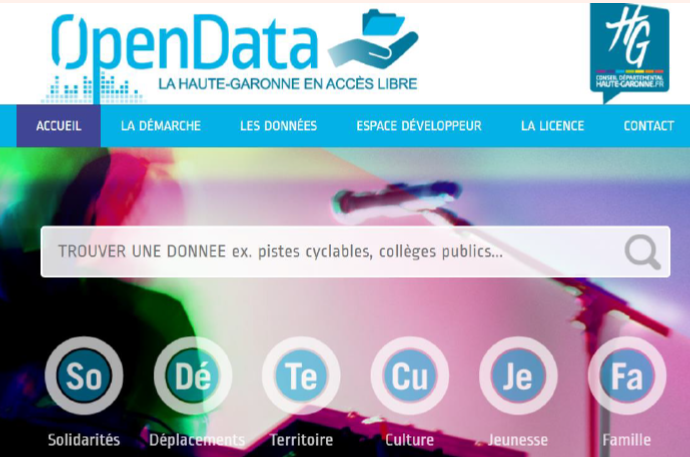 OpenData
LA HAUTE-GARONNE EN ACCÈS LIBRE
HG
CONSEIL DÉPARTEMENTAL
HAUTE-GARONNE.FR
ACCUEIL LA DÉMARCHE LES DONNÉES ESPACE DÉVELOPPEUR LA LICENCE CONTACT
TROUVER UNE DONNEE ex. pistes cyclables, collèges publics...
So Dé Te Cu Je Fa
Solidarités Déplacements Territoire Culture Jeunesse Famille